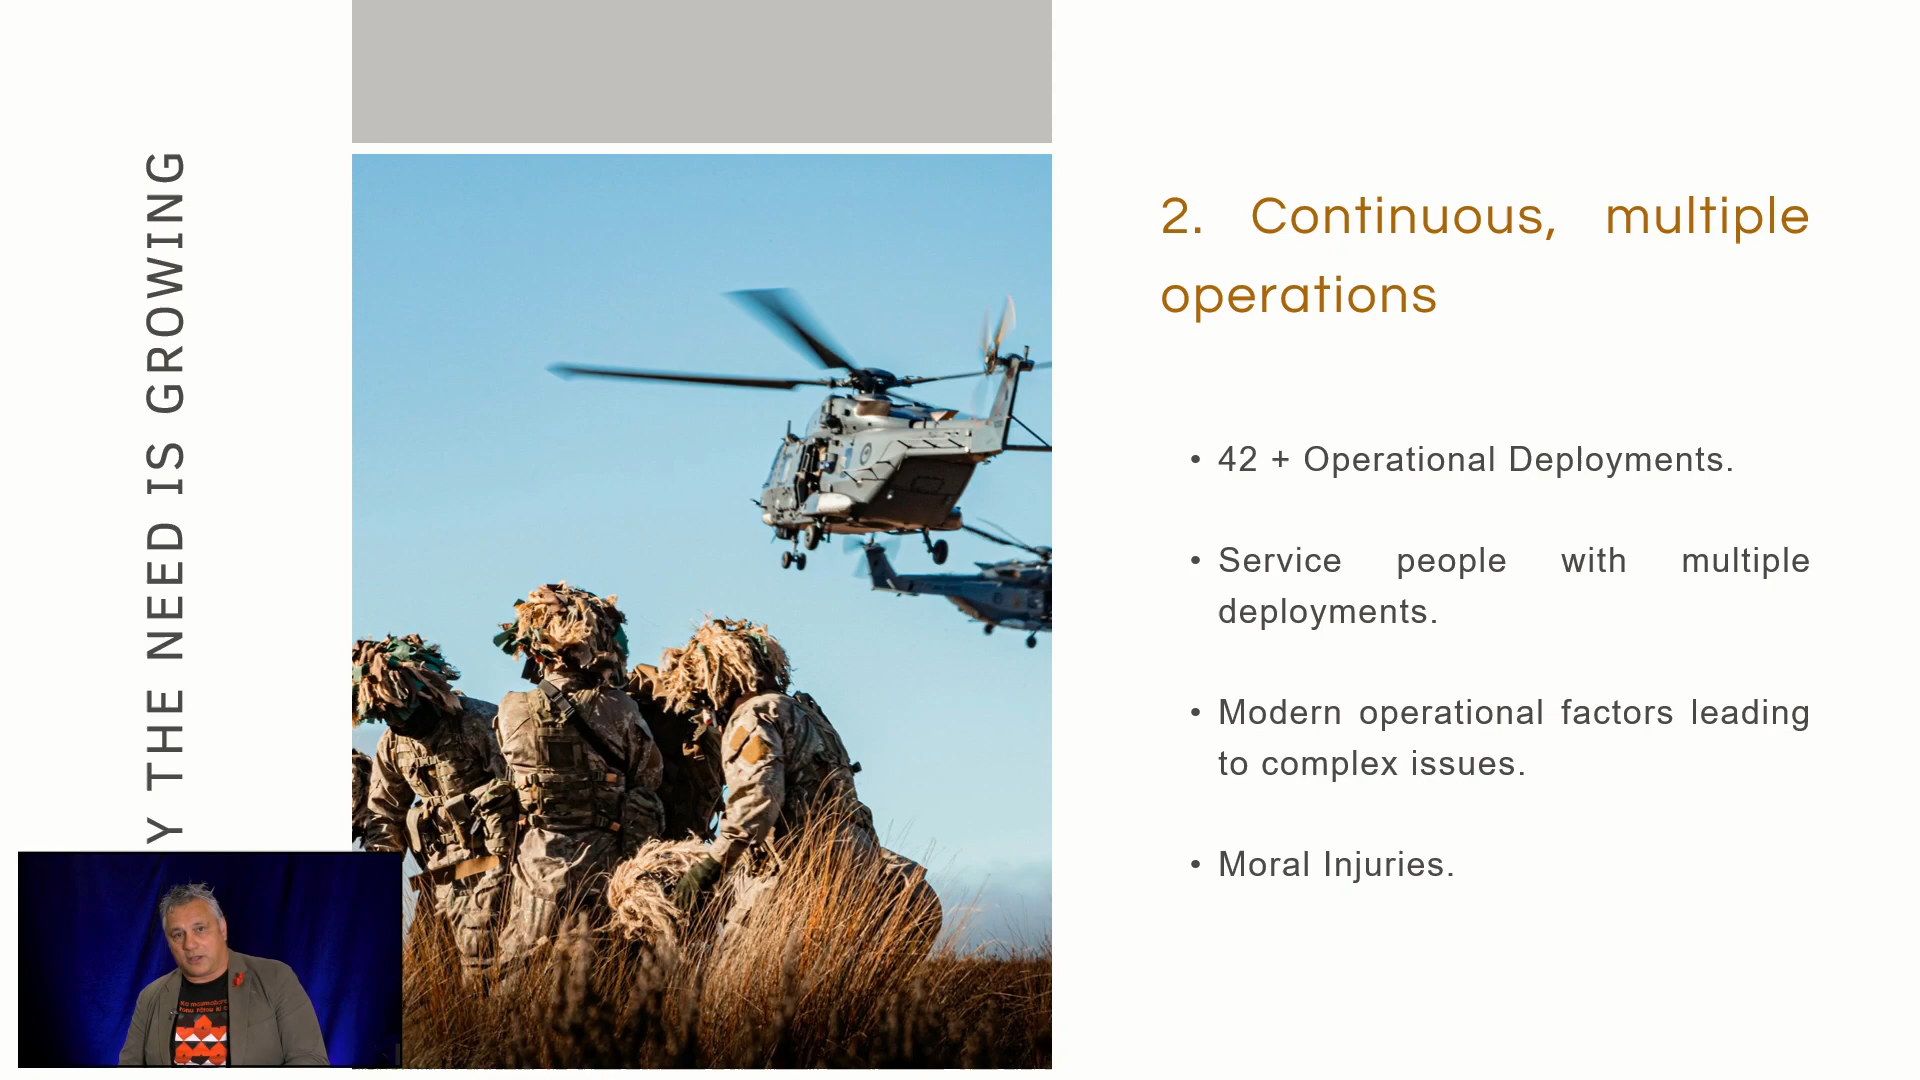 Y THE NEED IS GROWING
2. Continuous, multiple
operations
• 42 + Operational Deployments.
• Service people with multiple
deployments.
• Modern operational factors leading
to complex issues.
• Moral Injuries.